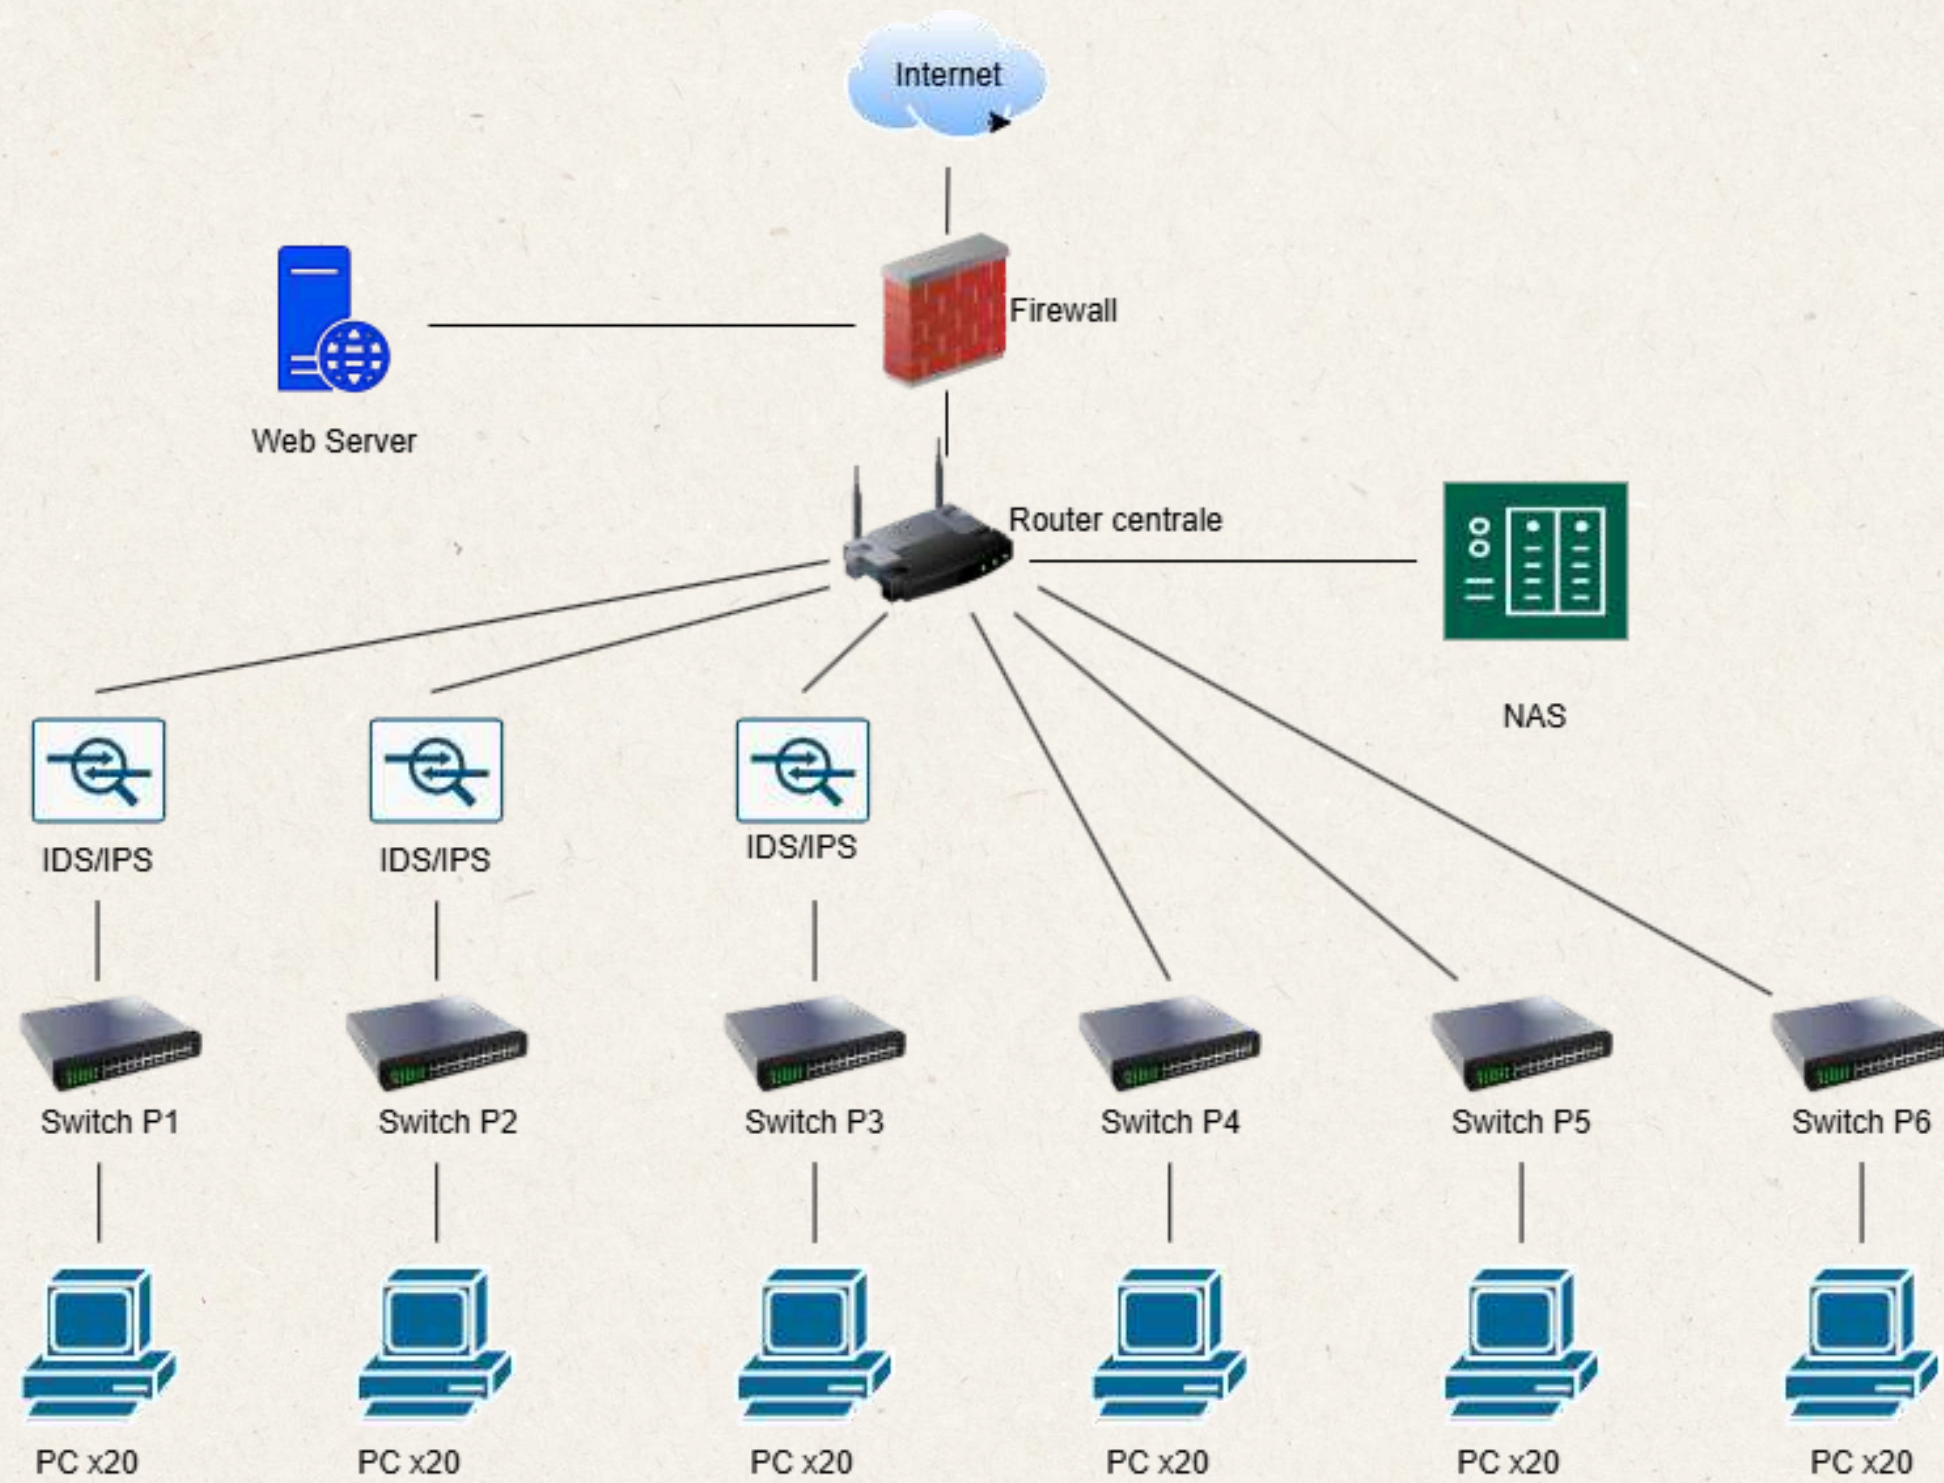 Internet
Firewall
Web Server
Router centrale
NAS
IDS/IPS
IDS/IPS
IDS/IPS
Switch P1
Switch P2
Switch P3
Switch P4
Switch P5
Switch P6
PC x20
PC x20
PC x20
PC x20
PC x20
PC x20